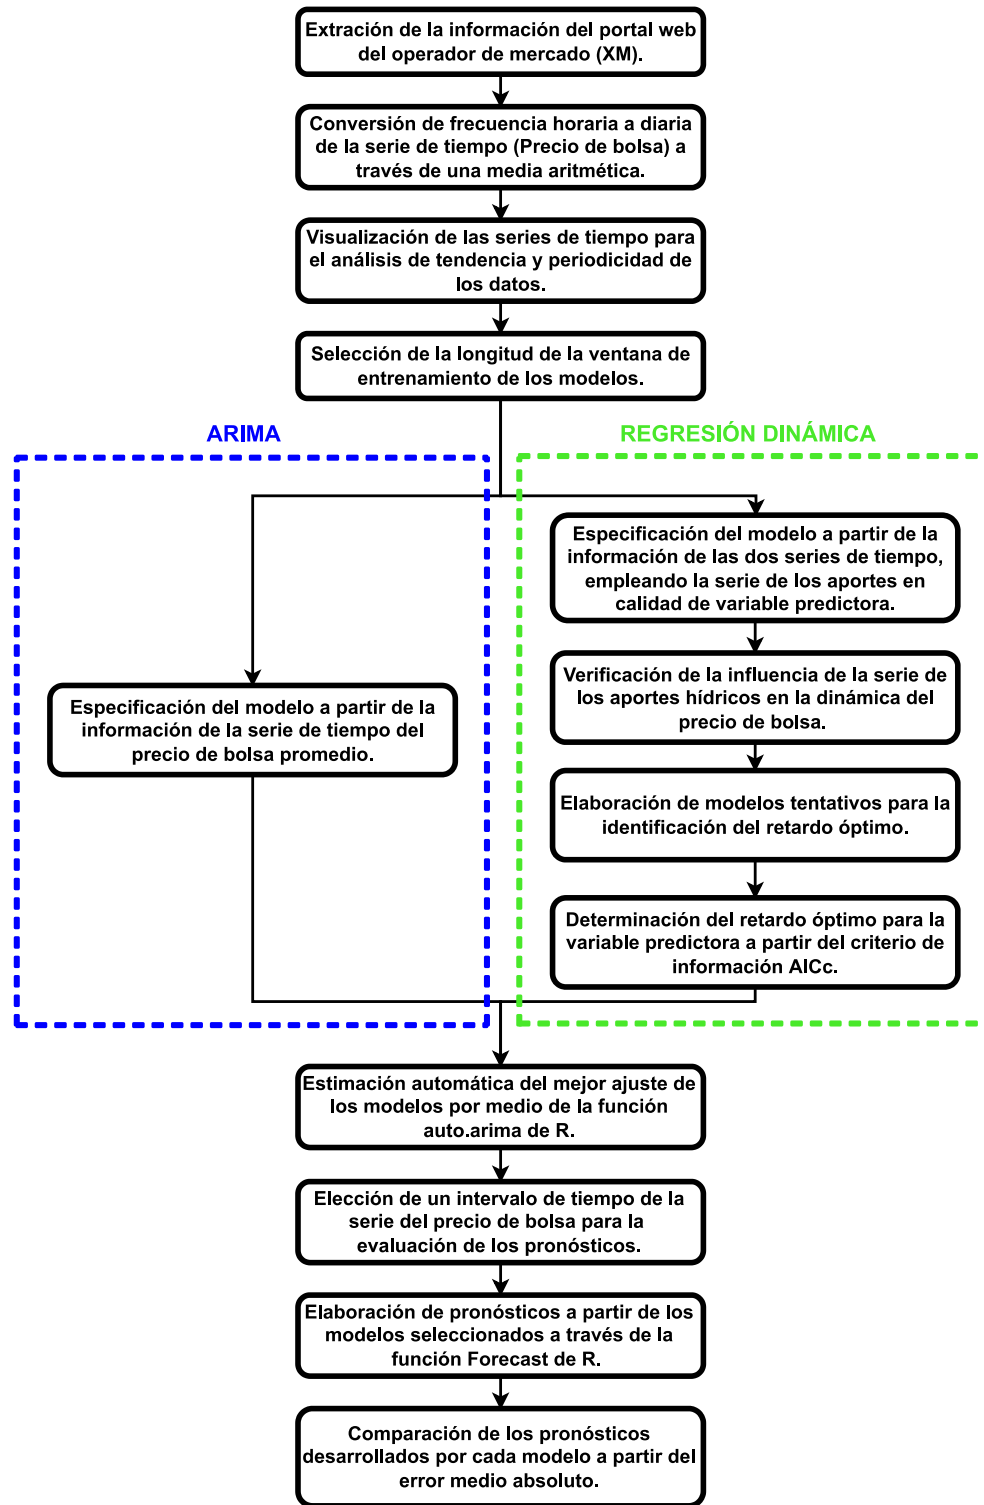 Extración de la información del portal web
del operador de mercado (XM).
Conversión de frecuencia horaria a diaria
de la serie de tiempo (Precio de bolsa) a
través de una media aritmética.
Visualización de las series de tiempo para
el análisis de tendencia y periodicidad de
los datos.
Selección de la longitud de la ventana de
entrenamiento de los modelos.
ARIMA
Especificación del modelo a partir de la
información de la serie de tiempo del
precio de bolsa promedio.
REGRESIÓN DINÁMICA
Especificación del modelo a partir de la
información de las dos series de tiempo,
empleando la serie de los aportes en
calidad de variable predictora.
Verificación de la influencia de la serie de
los aportes hídricos en la dinámica del
precio de bolsa.
Elaboración de modelos tentativos para la
identificación del retardo óptimo.
Determinación del retardo óptimo para la
variable predictora a partir del criterio de
información AICc.
Estimación automática del mejor ajuste de
los modelos por medio de la función
auto.arima de R.
Elección de un intervalo de tiempo de la
serie del precio de bolsa para la
evaluación de los pronósticos.
Elaboración de pronósticos a partir de los
modelos seleccionados a través de la
función Forecast de R.
Comparación de los pronósticos
desarrollados por cada modelo a partir del
error medio absoluto.